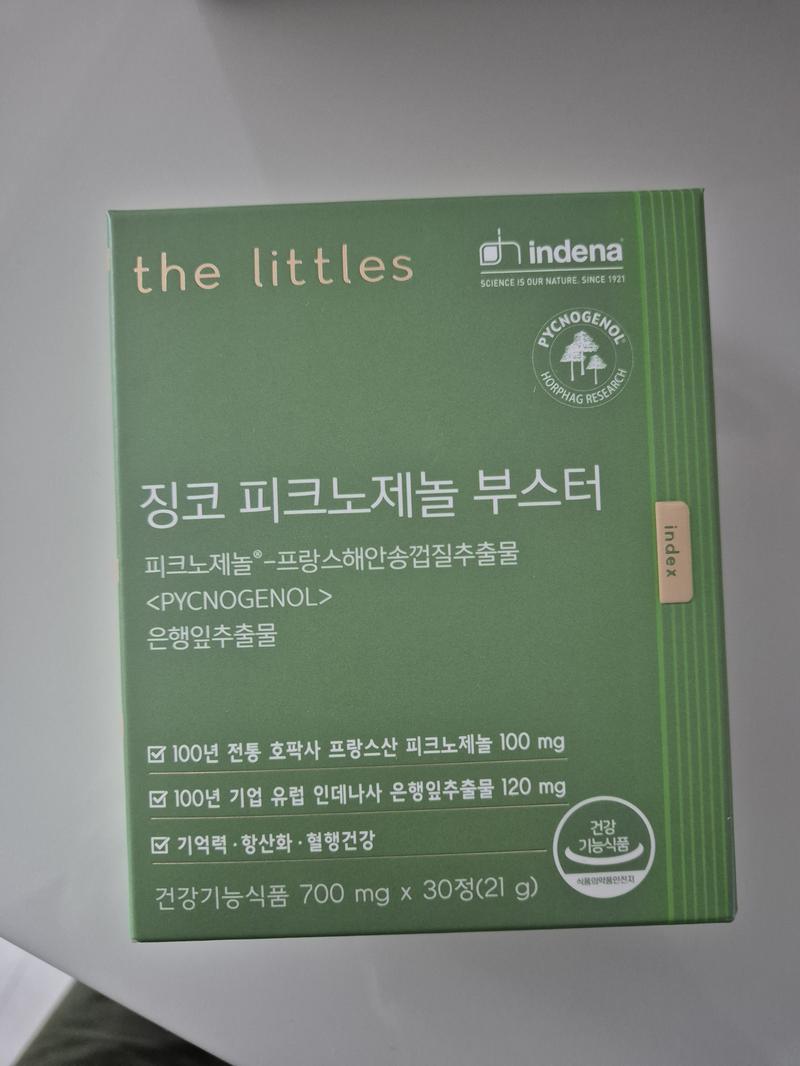 the littles
indena
SCIENCE IS OUR NATURE. SINCE 1921
PYCNOGENOL®
HORPHAG RESEARCH
징코 피크노제놀 부스터
피크노제놀®-프랑스해안송껍질추출물
<PYCNOGENOL>
은행잎추출물
index
☑ 100년 전통 호팍사 프랑스산 피크노제놀 100 mg
☑ 100년 기업 유럽 인데나사 은행잎추출물 120 mg
☑ 기억력·항산화·혈행건강
건강
기능식품
식품의약품안전처
건강기능식품 700 mg x 30정(21 g)